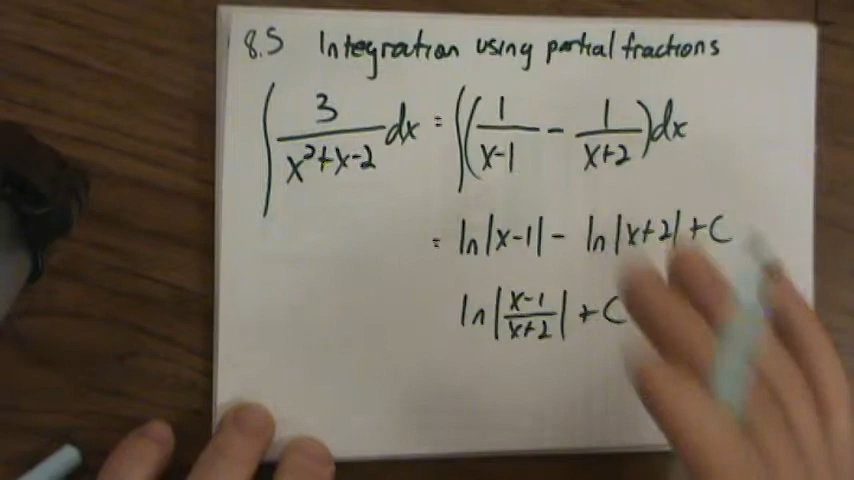 8.5 Integration using partial fractions
∫ 3/(x²+x-2) dx = ∫(1/(x-1) - 1/(x+2))dx
= ln|x-1| - ln|x+2| + C
ln|(x-1)/(x+2)| + C